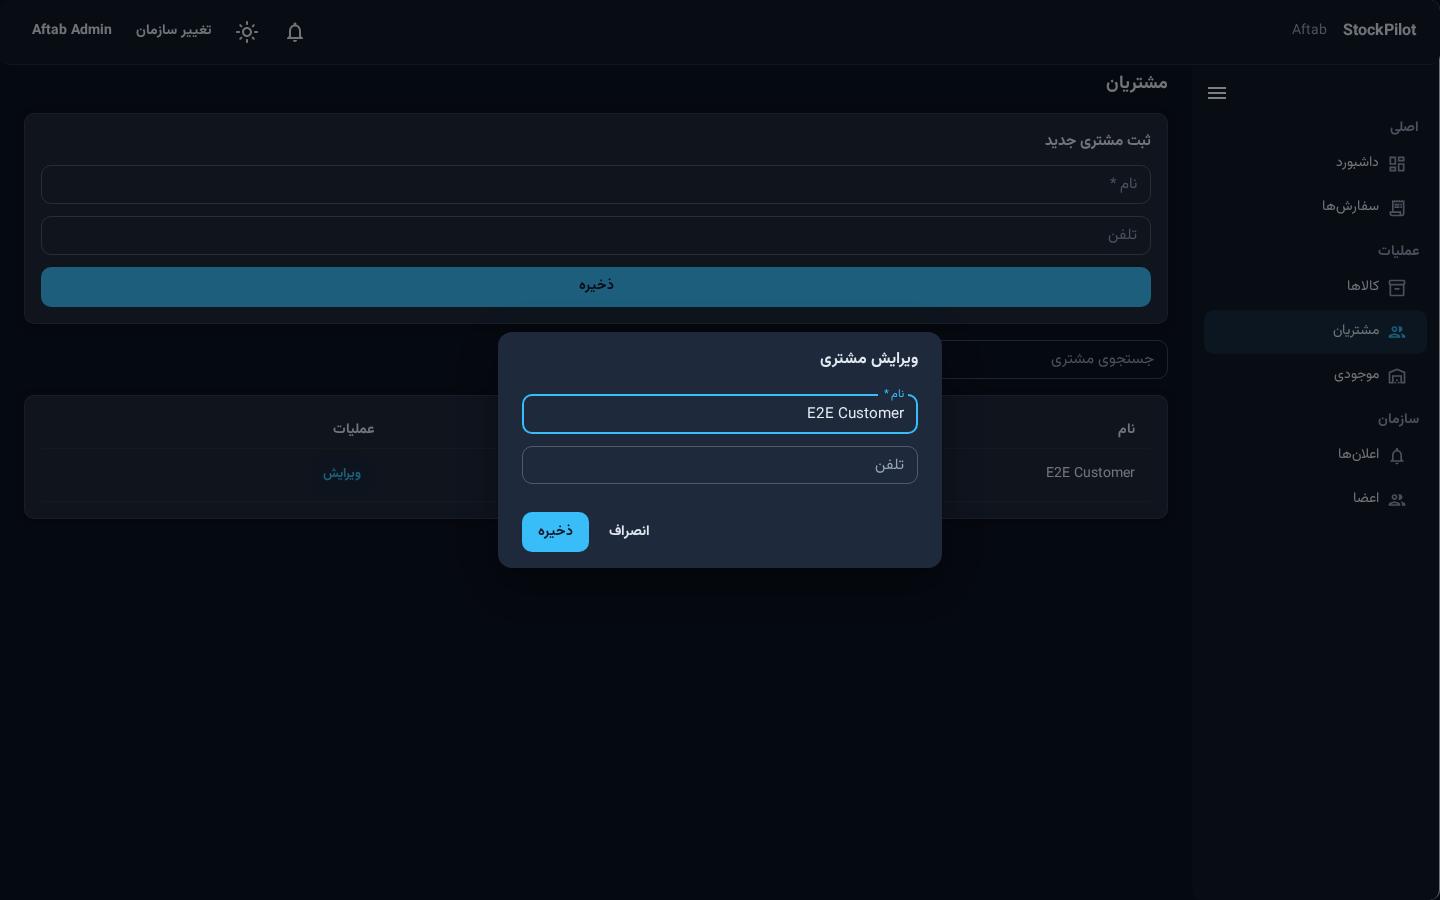 StockPilot
Aftab
تغییر سازمان
Aftab Admin
اصلی
داشبورد
سفارش‌ها
عملیات
کالاها
مشتریان
موجودی
سازمان
اعلان‌ها
اعضا
مشتریان
ثبت مشتری جدید
نام *
تلفن
ذخیره
جستجوی مشتری
نام
عملیات
E2E Customer
ویرایش
ویرایش مشتری
نام *
E2E Customer
تلفن
انصراف
ذخیره